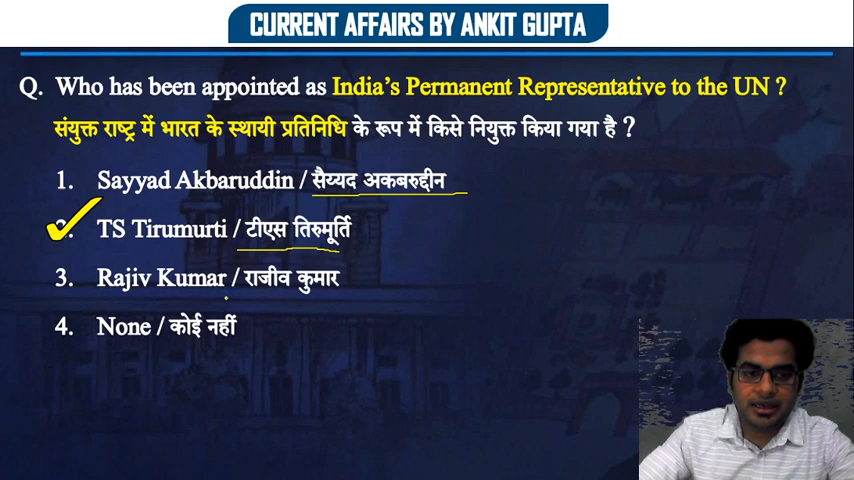 CURRENT AFFAIRS BY ANKIT GUPTA
Q. Who has been appointed as India's Permanent Representative to the UN ?
संयुक्त राष्ट्र में भारत के स्थायी प्रतिनिधि के रूप में किसे नियुक्त किया गया है ?
1. Sayyad Akbaruddin / सैय्यद अकबरुद्दीन
2. TS Tirumurti / टीएस तिरुमूर्ति
3. Rajiv Kumar / राजीव कुमार
4. None / कोई नहीं